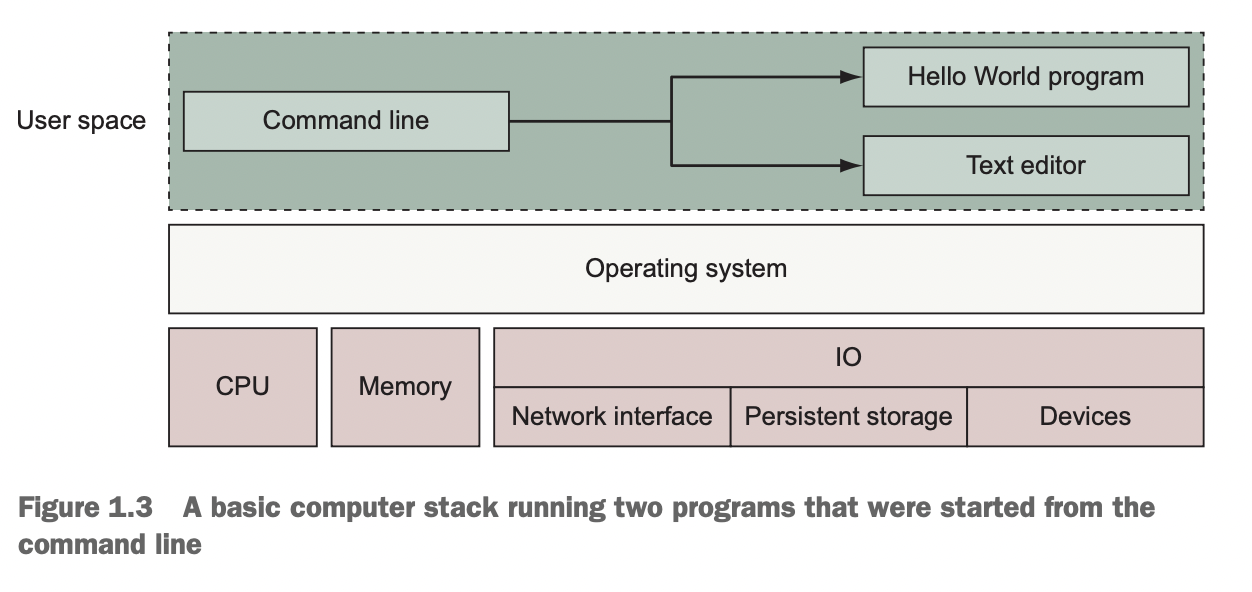 Hello World program
User space
Command line
Text editor
Operating system
CPU
Memory
IO
Network interface
Persistent storage
Devices
Figure 1.3 A basic computer stack running two programs that were started from the
command line